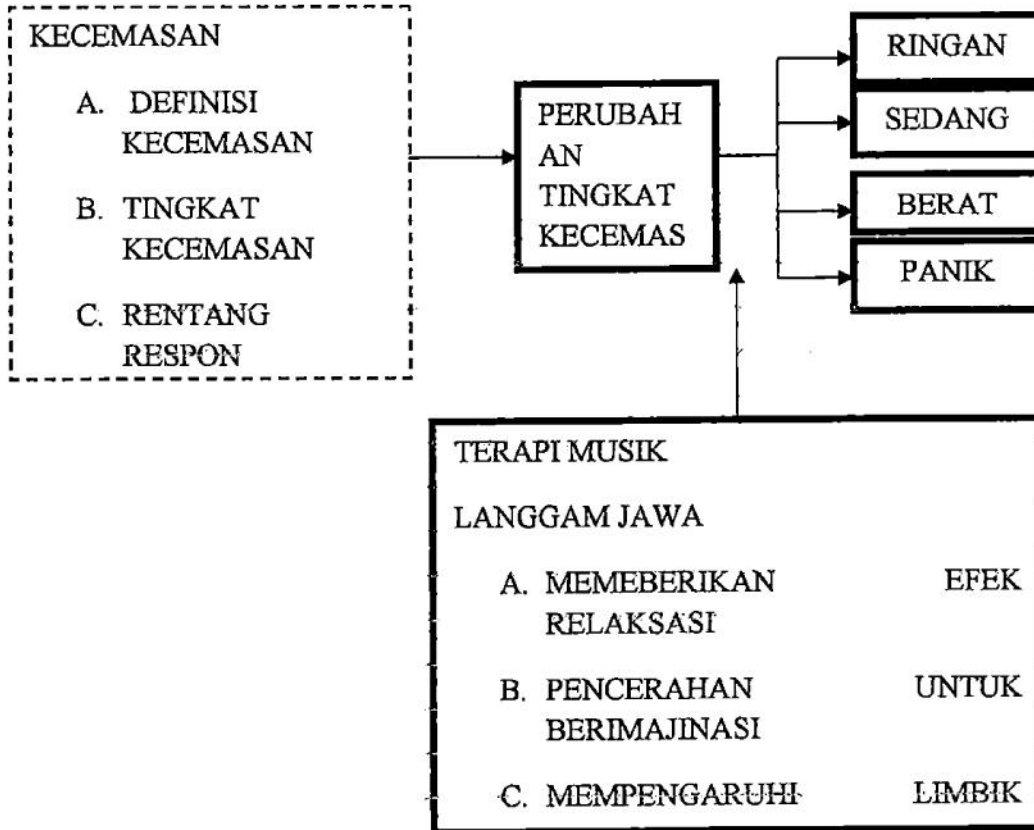 KECEMASAN
A. DEFINISI
KECEMASAN
B. TINGKAT
KECEMASAN
C. RENTANG
RESPON
PERUBAH
AN
TINGKAT
KECEMAS
RINGAN
SEDANG
BERAT
PANIK
TERAPI MUSIK
LANGGAM JAWA
A. MEMEBERIKAN EFEK
RELAKSASI
B. PENCERAHAN UNTUK
BERIMAJINASI
C. MEMPENGARUHI LIMBIK